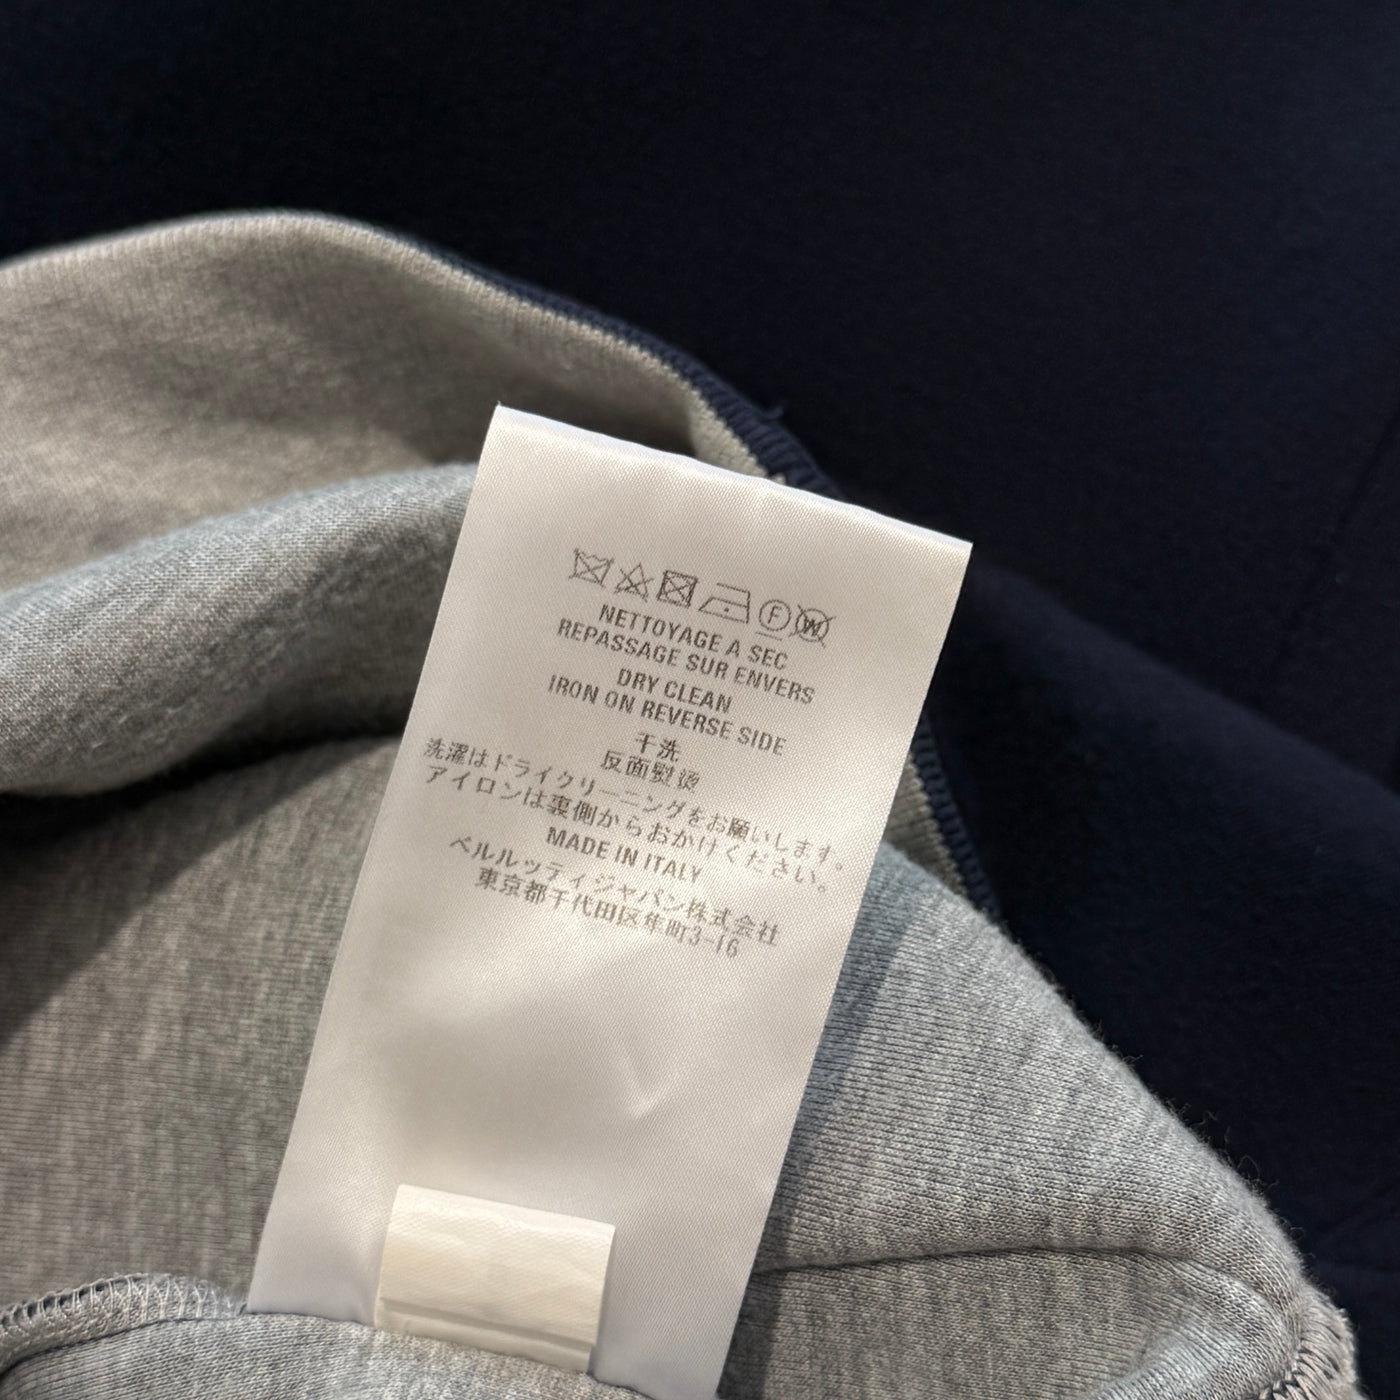 F W
NETTOYAGE A SEC
REPASSAGE SUR ENVERS
DRY CLEAN
IRON ON REVERSE SIDE
干洗
反面熨烫
洗濯はドライクリーニングをお願いします。
アイロンは裏側からおかけください。
MADE IN ITALY
ベルルッティ ジャパン株式会社
東京都千代田区隼町3-16